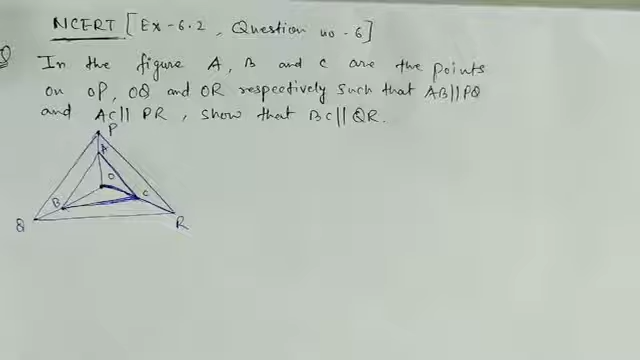 NCERT [Ex-6.2, Question no-6]
Q In the figure A, B and C are the points
on OP, OQ and OR respectively such that AB||PQ
and AC|| PR, show that BC||QR.
P
A
O
B
C
Q
R